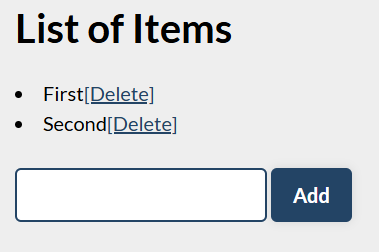 List of Items
First[Delete]
Second[Delete]
Add